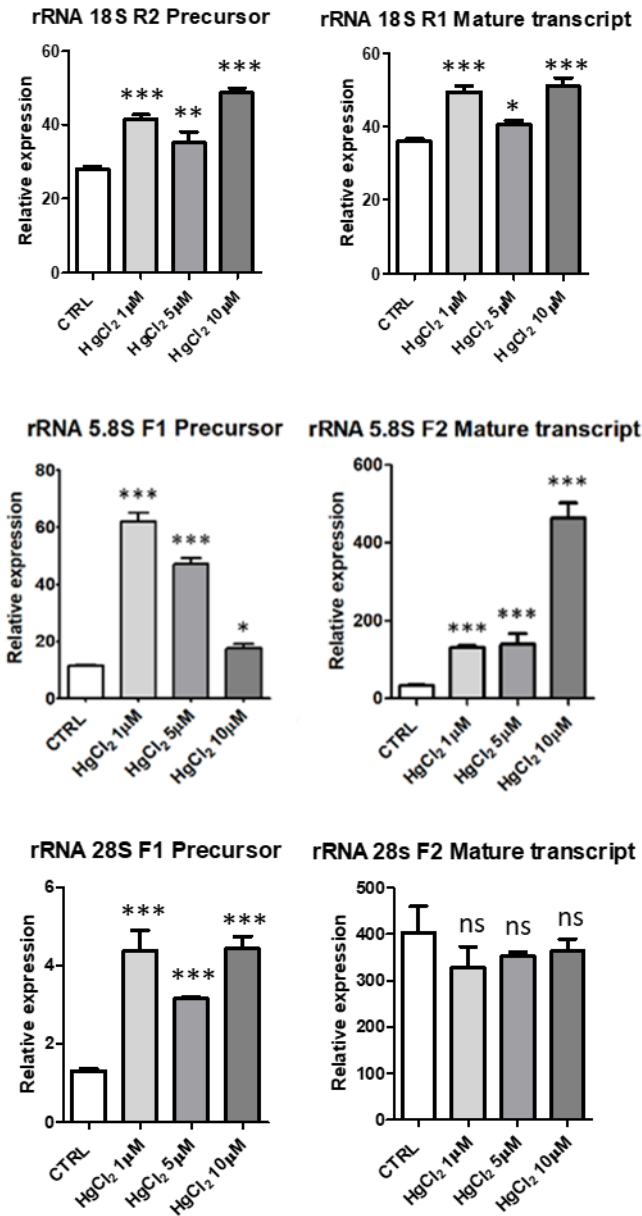 rRNA 18S R2 Precursor
Relative expression
60
40
20
0
***
**
***
CTRL
HgCl₂ 1µM
HgCl₂ 5µM
HgCl₂ 10µM
rRNA 18S R1 Mature transcript
Relative expression
60
40
20
0
***
*
***
CTRL
HgCl₂ 1µM
HgCl₂ 5µM
HgCl₂ 10µM
rRNA 5.8S F1 Precursor
Relative expression
80
60
40
20
0
***
***
*
CTRL
HgCl₂ 1µM
HgCl₂ 5µM
HgCl₂ 10µM
rRNA 5.8S F2 Mature transcript
Relative expression
600
400
200
0
***
***
***
CTRL
HgCl₂ 1µM
HgCl₂ 5µM
HgCl₂ 10µM
rRNA 28S F1 Precursor
Relative expression
6
4
2
0
***
***
***
CTRL
HgCl₂ 1µM
HgCl₂ 5µM
HgCl₂ 10µM
rRNA 28s F2 Mature transcript
Relative expression
500
400
300
200
100
0
ns
ns
ns
CTRL
HgCl₂ 1µM
HgCl₂ 5µM
HgCl₂ 10µM